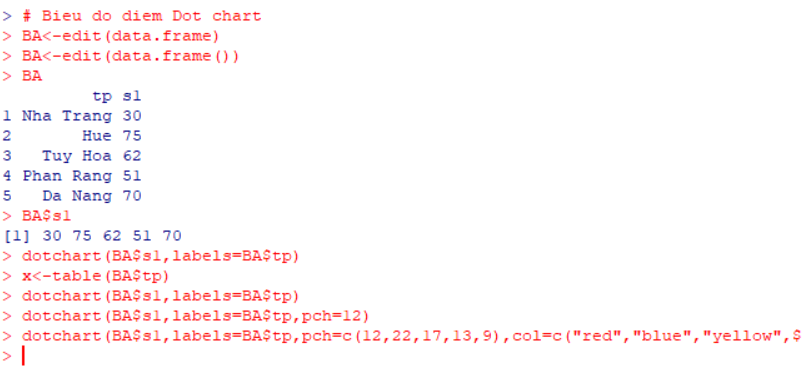 > # Bieu do diem Dot chart
> BA<-edit(data.frame)
> BA<-edit(data.frame())
> BA
         tp sl
1 Nha Trang 30
2       Hue 75
3   Tuy Hoa 62
4 Phan Rang 51
5   Da Nang 70
> BA$sl
[1] 30 75 62 51 70
> dotchart(BA$sl,labels=BA$tp)
> x<-table(BA$tp)
> dotchart(BA$sl,labels=BA$tp)
> dotchart(BA$sl,labels=BA$tp,pch=12)
> dotchart(BA$sl,labels=BA$tp,pch=c(12,22,17,13,9),col=c("red","blue","yellow",$
>